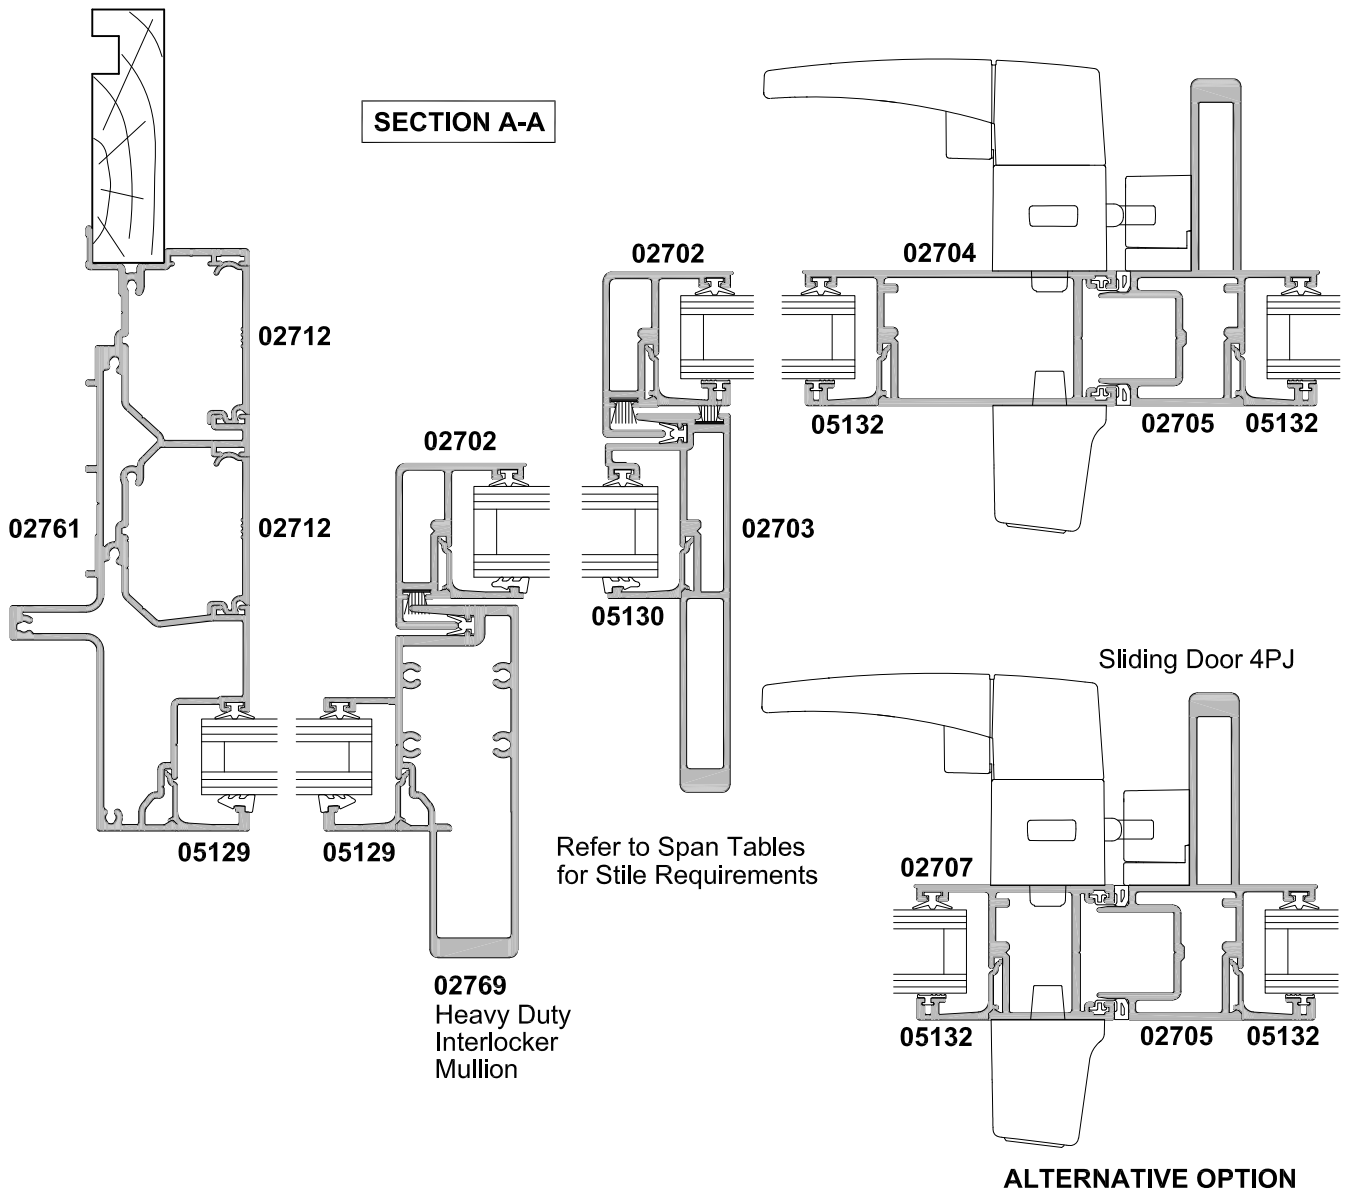 SECTION A-A
02702
02704
02712
05132
02705
05132
02702
02761
02712
02703
05130
Sliding Door 4PJ
05129
05129
Refer to Span Tables
for Stile Requirements
02707
02769
Heavy Duty
Interlocker
Mullion
05132
02705
05132
ALTERNATIVE OPTION